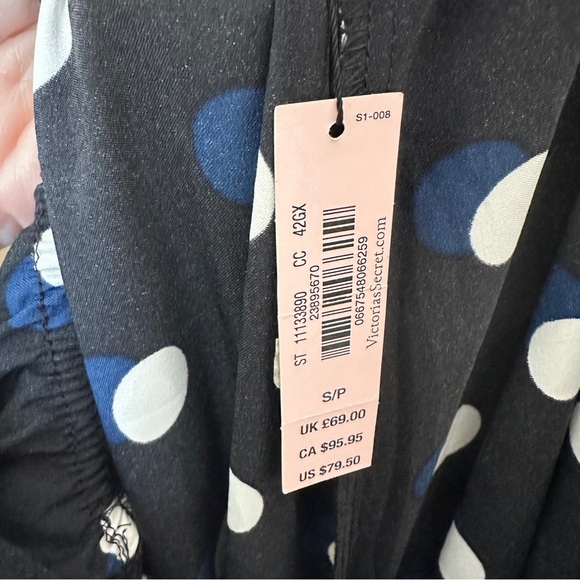 S1-008
ST 11133890 CC 42GX
23895670
0667548066259
VictoriasSecret.com
S/P
UK £69.00
CA $95.95
US $79.50